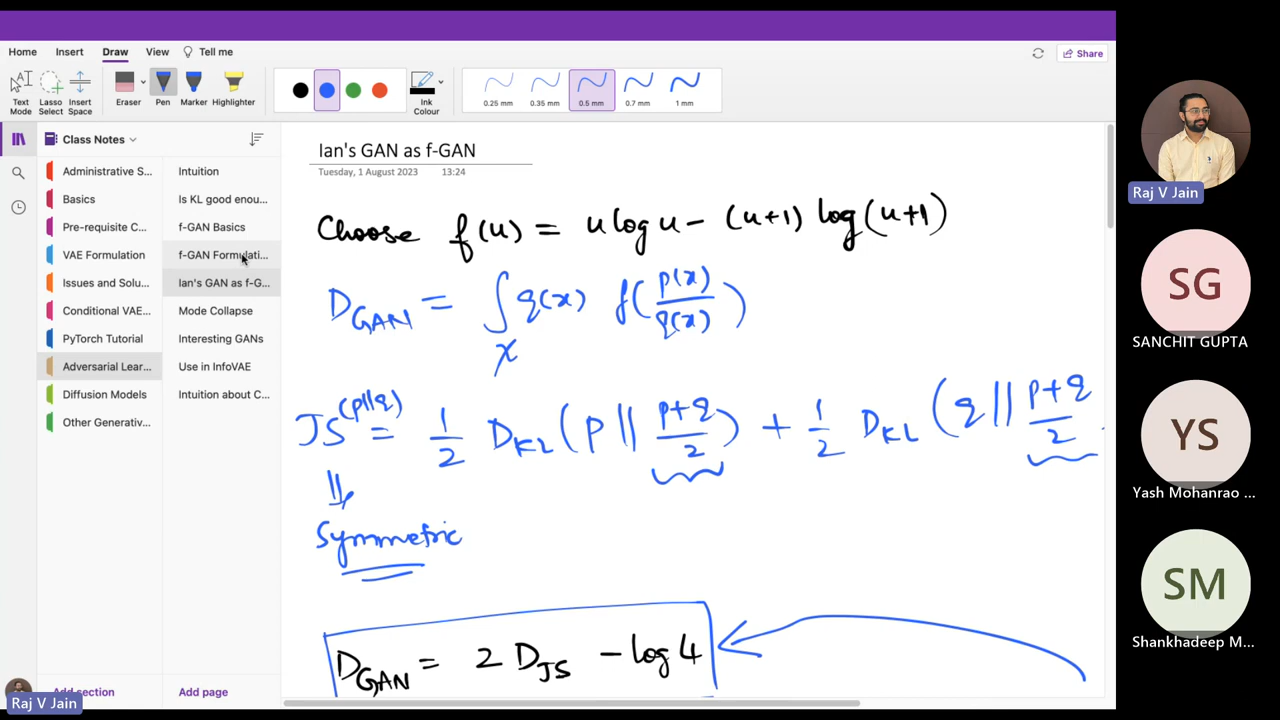 Home Insert Draw View Tell me
Share
Text Mode
Lasso Select
Insert Space
Eraser
Pen
Marker
Highlighter
Ink Colour
0.25 mm
0.35 mm
0.5 mm
0.7 mm
1 mm
Class Notes
Administrative S...
Basics
Pre-requisite C...
VAE Formulation
Issues and Solu...
Conditional VAE...
PyTorch Tutorial
Adversarial Lear...
Diffusion Models
Other Generativ...
Add section
Intuition
Is KL good enou...
f-GAN Basics
f-GAN Formulati...
Ian's GAN as f-G...
Mode Collapse
Interesting GANs
Use in InfoVAE
Intuition about C...
Add page
Ian's GAN as f-GAN
Tuesday, 1 August 2023 13:24
Choose f(u) = u log u - (u+1) log (u+1)
D_GAN = ∫_X q(x) f(p(x)/q(x))
JS(p||q) = 1/2 D_KL (p || (p+q)/2) + 1/2 D_KL (q || (p+q)/2
Symmetric
D_GAN = 2 D_JS - log 4
Raj V Jain
SG
SANCHIT GUPTA
YS
Yash Mohanrao ...
SM
Shankhadeep M...
Raj V Jain